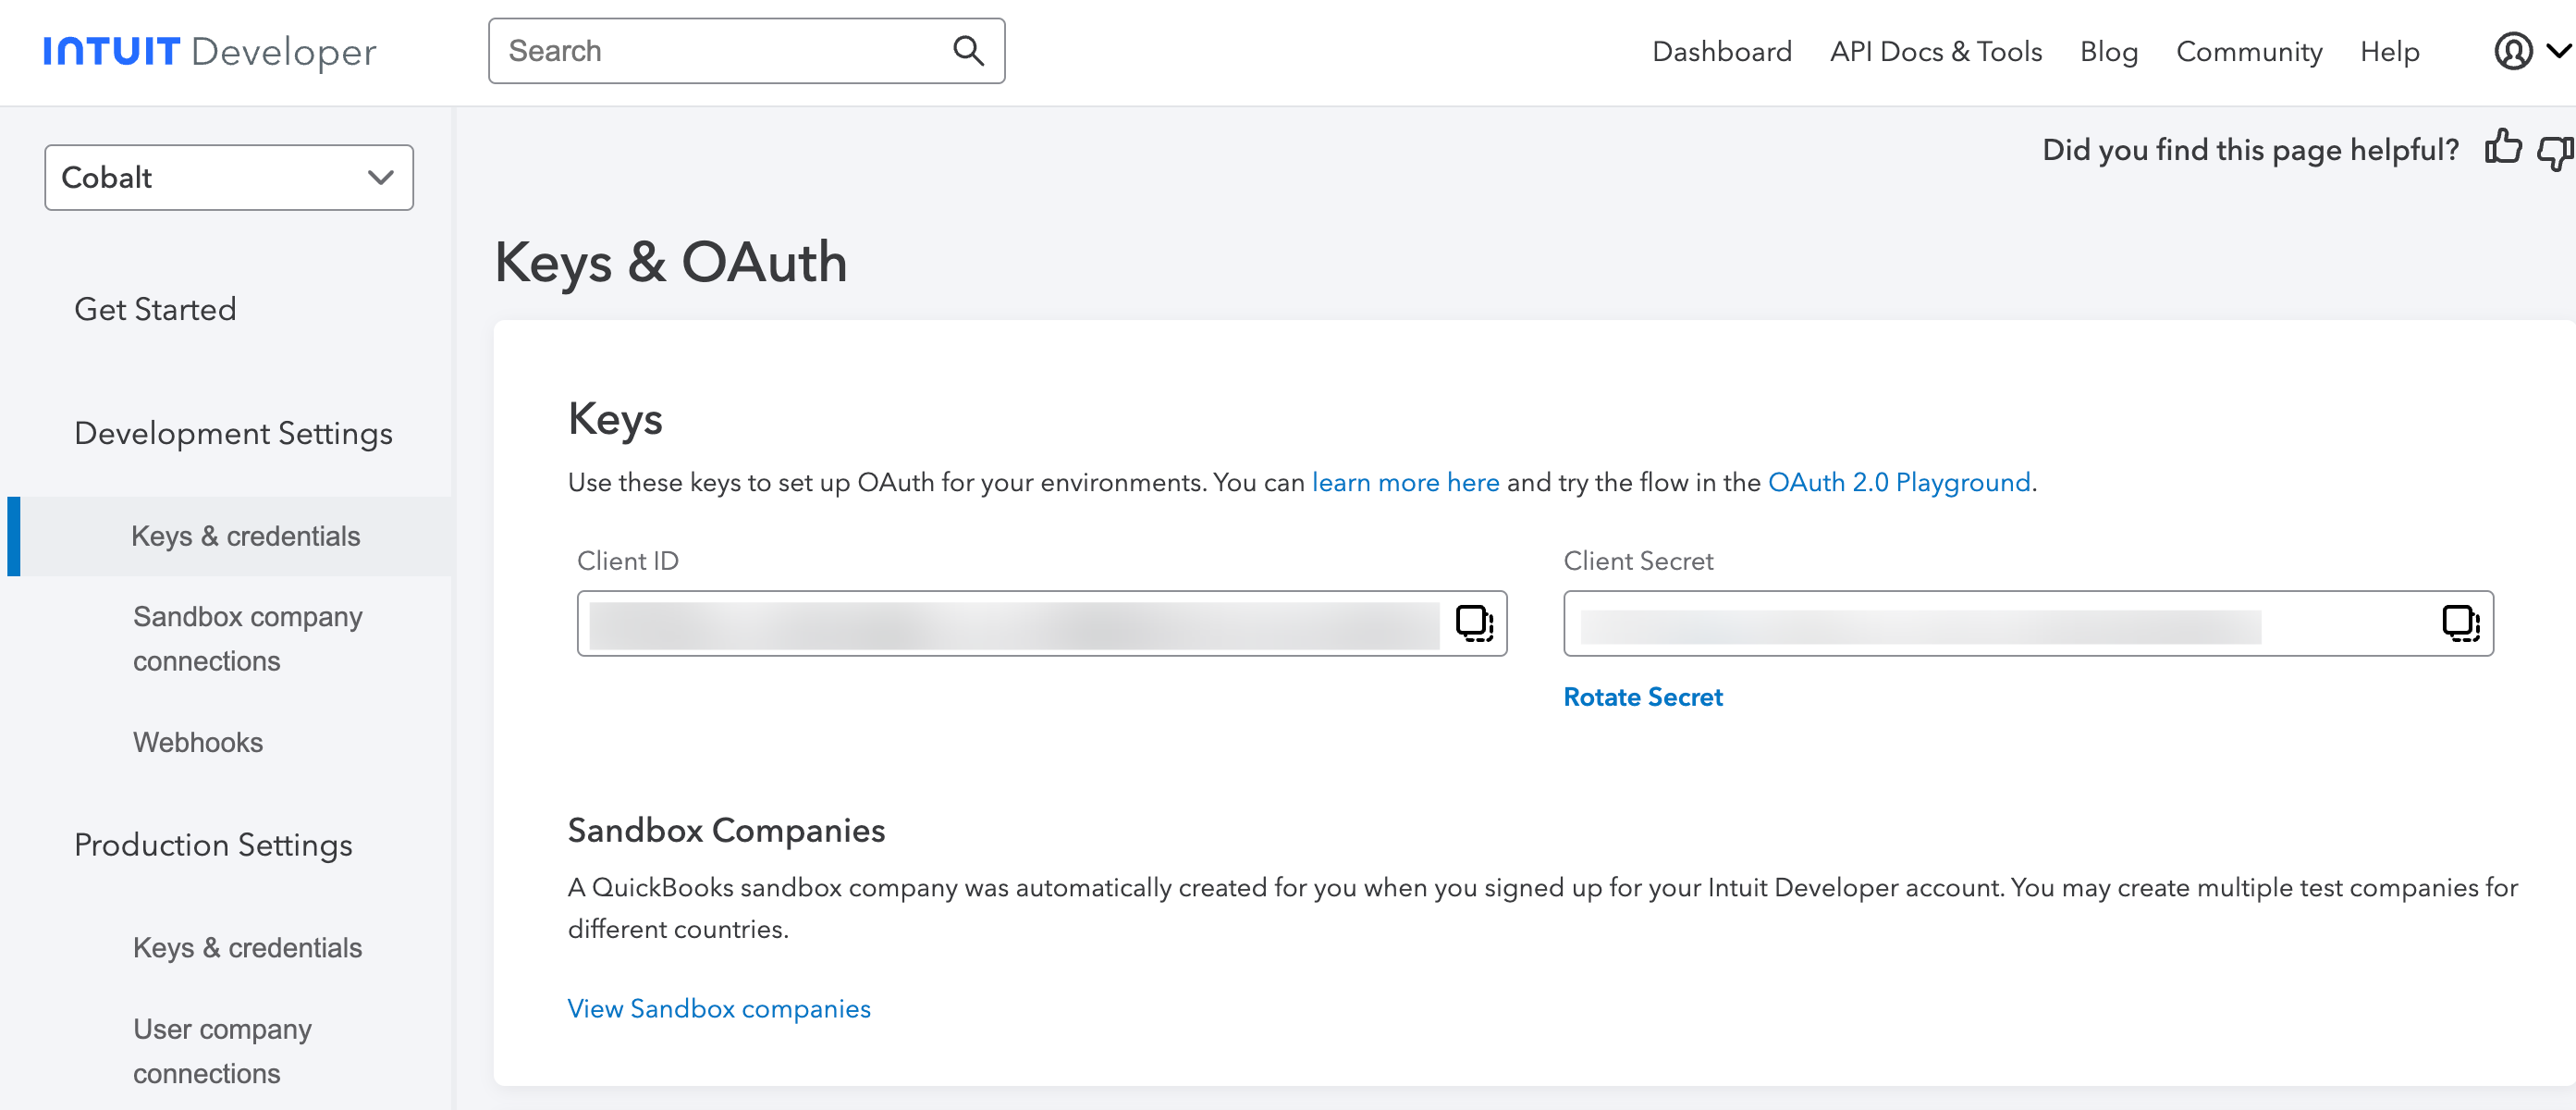 INTUIT Developer
Search
Dashboard
API Docs & Tools
Blog
Community
Help
Cobalt
Did you find this page helpful?
Get Started
Development Settings
Keys & credentials
Sandbox company
connections
Webhooks
Production Settings
Keys & credentials
User company
connections
Keys & OAuth
Keys
Use these keys to set up OAuth for your environments. You can learn more here and try the flow in the OAuth 2.0 Playground.
Client ID
Client Secret
Rotate Secret
Sandbox Companies
A QuickBooks sandbox company was automatically created for you when you signed up for your Intuit Developer account. You may create multiple test companies for
different countries.
View Sandbox companies